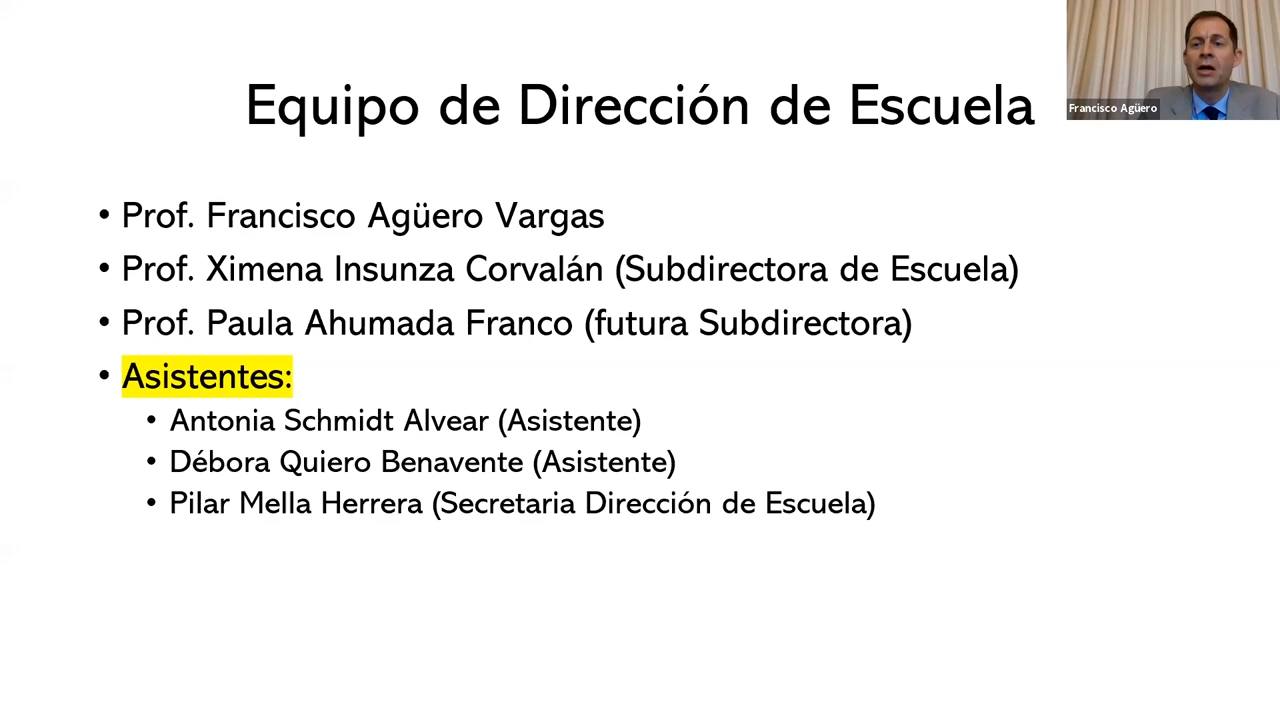 Equipo de Dirección de Escuela
Francisco Agüero
• Prof. Francisco Agüero Vargas
• Prof. Ximena Insunza Corvalán (Subdirectora de Escuela)
• Prof. Paula Ahumada Franco (futura Subdirectora)
• Asistentes:
• Antonia Schmidt Alvear (Asistente)
• Débora Quiero Benavente (Asistente)
• Pilar Mella Herrera (Secretaria Dirección de Escuela)